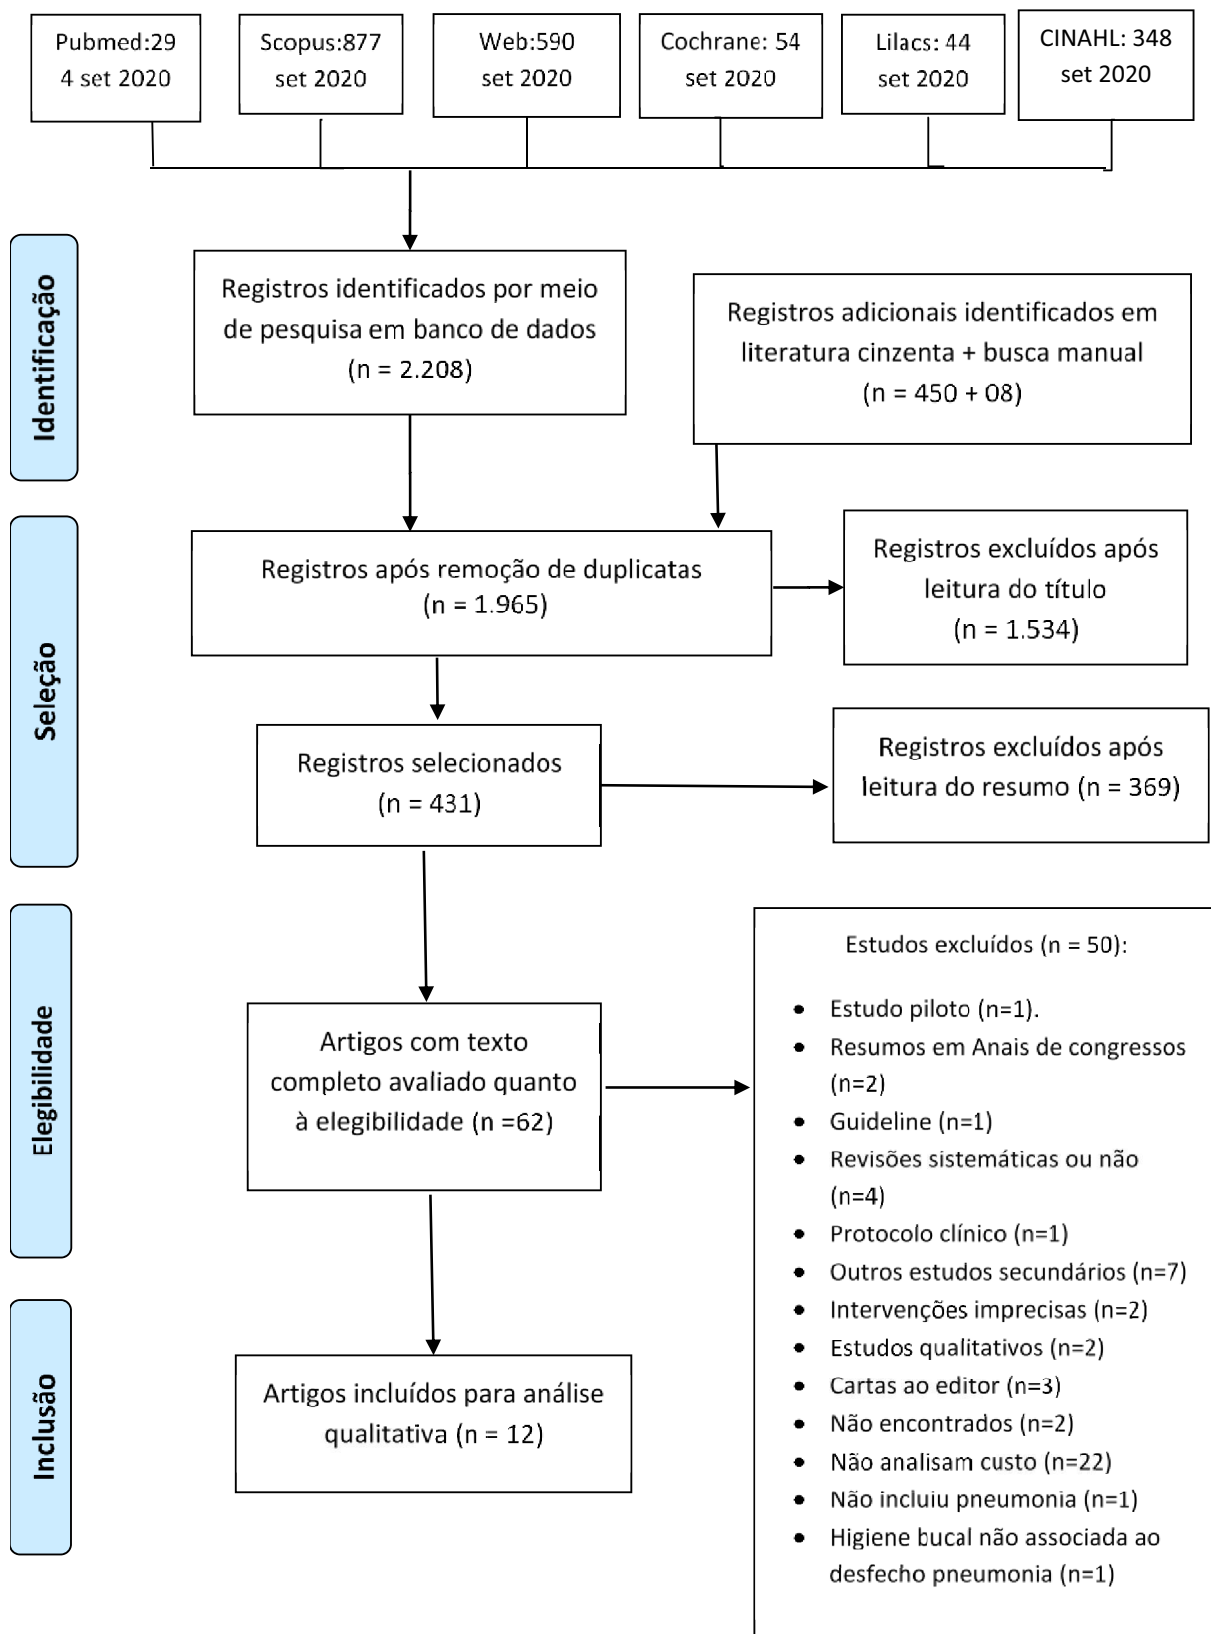 Pubmed:29
4 set 2020
Scopus:877
set 2020
Web:590
set 2020
Cochrane: 54
set 2020
Lilacs: 44
set 2020
CINAHL: 348
set 2020
Identificação
Registros identificados por meio
de pesquisa em banco de dados
(n = 2.208)
Registros adicionais identificados em
literatura cinzenta + busca manual
(n = 450 + 08)
Seleção
Registros após remoção de duplicatas
(n = 1.965)
Registros excluídos após
leitura do título
(n = 1.534)
Registros selecionados
(n = 431)
Registros excluídos após
leitura do resumo (n = 369)
Elegibilidade
Artigos com texto
completo avaliado quanto
à elegibilidade (n =62)
Estudos excluídos (n = 50):
• Estudo piloto (n=1).
• Resumos em Anais de congressos
(n=2)
• Guideline (n=1)
• Revisões sistemáticas ou não
(n=4)
• Protocolo clínico (n=1)
• Outros estudos secundários (n=7)
• Intervenções imprecisas (n=2)
• Estudos qualitativos (n=2)
• Cartas ao editor (n=3)
• Não encontrados (n=2)
• Não analisam custo (n=22)
• Não incluiu pneumonia (n=1)
• Higiene bucal não associada ao
desfecho pneumonia (n=1)
Inclusão
Artigos incluídos para análise
qualitativa (n = 12)